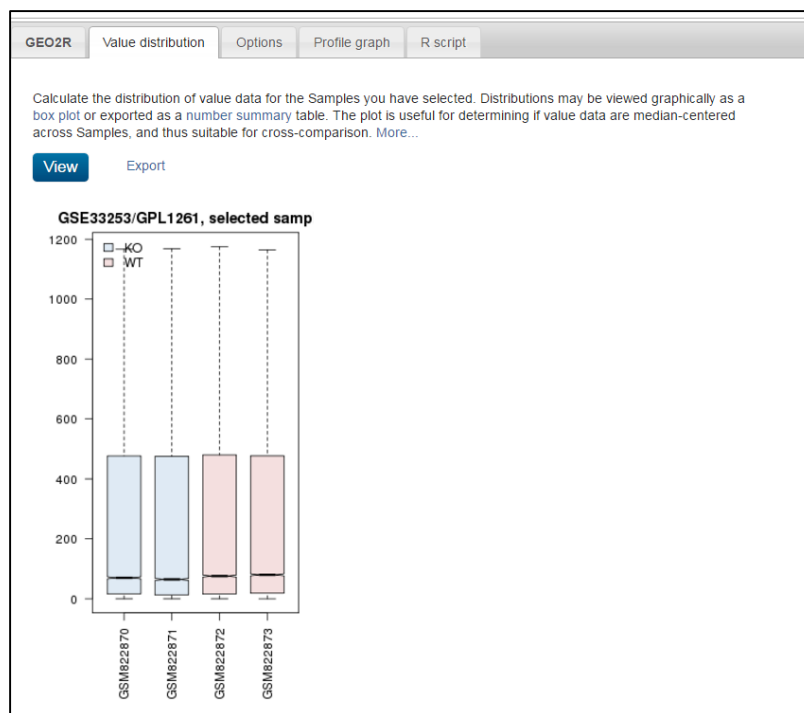 GEO2R Value distribution Options Profile graph R script
Calculate the distribution of value data for the Samples you have selected. Distributions may be viewed graphically as a
box plot or exported as a number summary table. The plot is useful for determining if value data are median-centered
across Samples, and thus suitable for cross-comparison. More...
View Export
GSE33253/GPL1261, selected samp
KO
WT
1200
1000
800
600
400
200
0
GSM822870
GSM822871
GSM822872
GSM822873